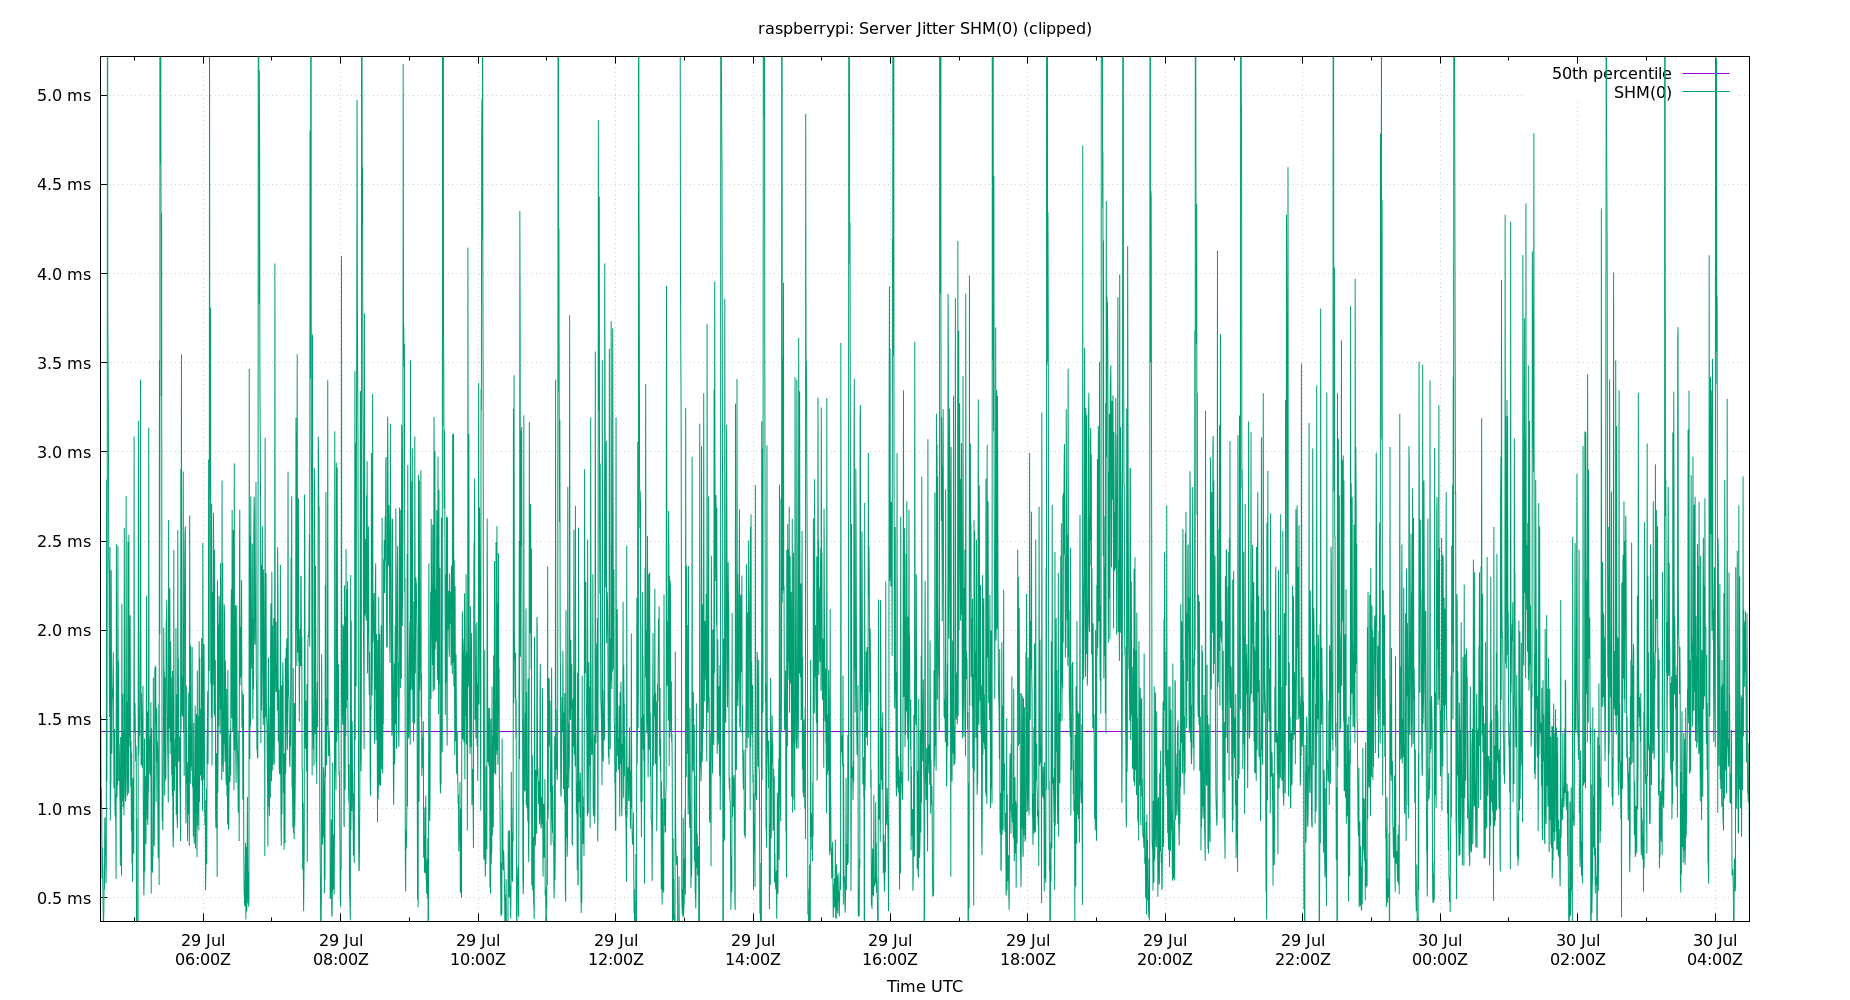 raspberrypi: Server Jitter SHM(0) (clipped)
50th percentile
SHM(0)
5.0 ms
4.5 ms
4.0 ms
3.5 ms
3.0 ms
2.5 ms
2.0 ms
1.5 ms
1.0 ms
0.5 ms
29 Jul 29 Jul 29 Jul 29 Jul 29 Jul 29 Jul 29 Jul 29 Jul 29 Jul 30 Jul 30 Jul 30 Jul
06:00Z 08:00Z 10:00Z 12:00Z 14:00Z 16:00Z 18:00Z 20:00Z 22:00Z 00:00Z 02:00Z 04:00Z
Time UTC